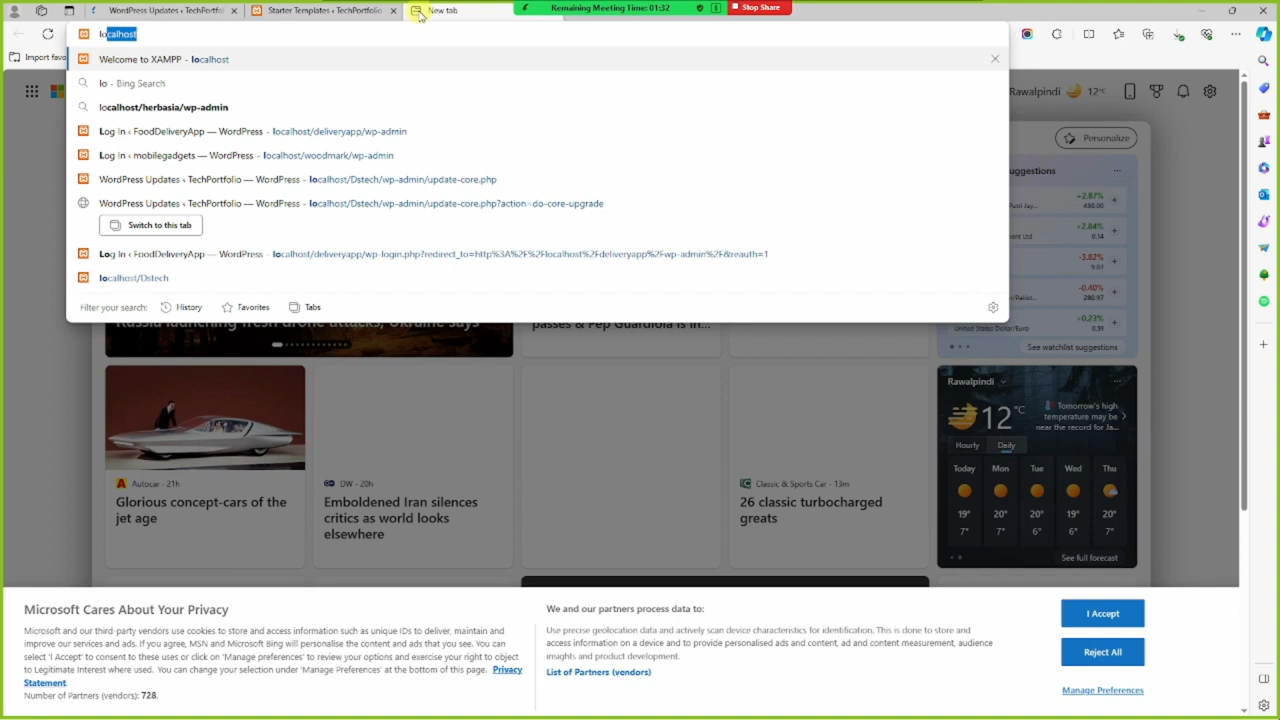 WordPress Updates ‹ TechPortfol
Starter Templates ‹ TechPortfolio
New tab
Remaining Meeting Time: 01:32
Stop Share
localhost
Import favo
Welcome to XAMPP - localhost
lo - Bing Search
localhost/herbasia/wp-admin
Log In ‹ FoodDeliveryApp — WordPress - localhost/deliveryapp/wp-admin
Log In ‹ mobilegadgets — WordPress - localhost/woodmark/wp-admin
WordPress Updates ‹ TechPortfolio — WordPress - localhost/Dstech/wp-admin/update-core.php
WordPress Updates ‹ TechPortfolio — WordPress - localhost/Dstech/wp-admin/update-core.php?action=do-core-upgrade
Switch to this tab
Log In ‹ FoodDeliveryApp — WordPress - localhost/deliveryapp/wp-login.php?redirect_to=http%3A%2F%2Flocalhost%2Fdeliveryapp%2Fwp-admin%2F&reauth=1
localhost/Dstech
Filter your search:
History
Favorites
Tabs
Rawalpindi
12°C
Personalize
uggestions
+2.87%
430.00
+2.84%
ent Ltd
8.14
-3.82%
9.07
-0.40%
280.97
+0.23%
United States Dollar/Euro
0.91
See watchlist suggestions
Russia launching fresh drone attacks, Ukraine says
passes & Pep Guardiola is in...
Autocar - 21h
Glorious concept-cars of the
jet age
DW - 20h
Emboldened Iran silences
critics as world looks
elsewhere
Classic & Sports Car - 13m
26 classic turbocharged
greats
Rawalpindi
12 °C
Tomorrow's high
temperature may be
near the record for Ja...
Hourly
Daily
Today
Mon
Tue
Wed
Thu
19°
20°
20°
19°
20°
7°
7°
6°
6°
7°
See full forecast
Microsoft Cares About Your Privacy
Microsoft and our third-party vendors use cookies to store and access information such as unique IDs to deliver, maintain and
improve our services and ads. If you agree, MSN and Microsoft Bing will personalise the content and ads that you see. You can
select 'I Accept' to consent to these uses or click on 'Manage preferences' to review your options and exercise your right to object
to Legitimate Interest where used. You can change your selection under 'Manage Preferences' at the bottom of this page. Privacy
Statement.
Number of Partners (vendors): 728.
We and our partners process data to:
Use precise geolocation data and actively scan device characteristics for identification. This is done to store and
access information on a device and to provide personalised ads and content, ad and content measurement, audience
insights and product development.
List of Partners (vendors)
I Accept
Reject All
Manage Preferences